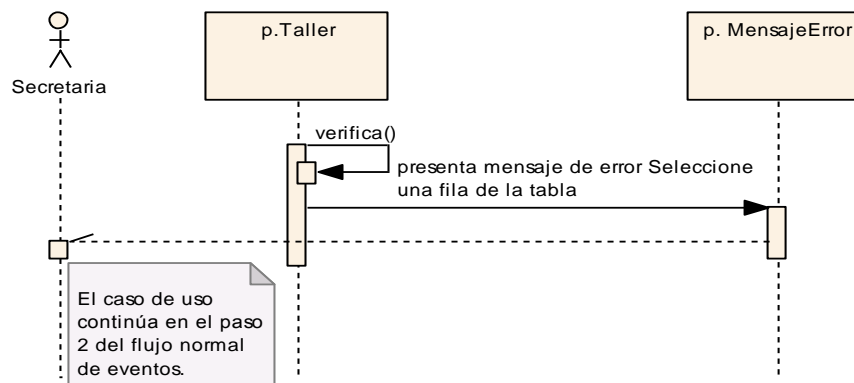 p.Taller
p. MensajeError
Secretaria
verifica()
presenta mensaje de error Seleccione
una fila de la tabla
El caso de uso
continúa en el paso
2 del flujo normal
de eventos.